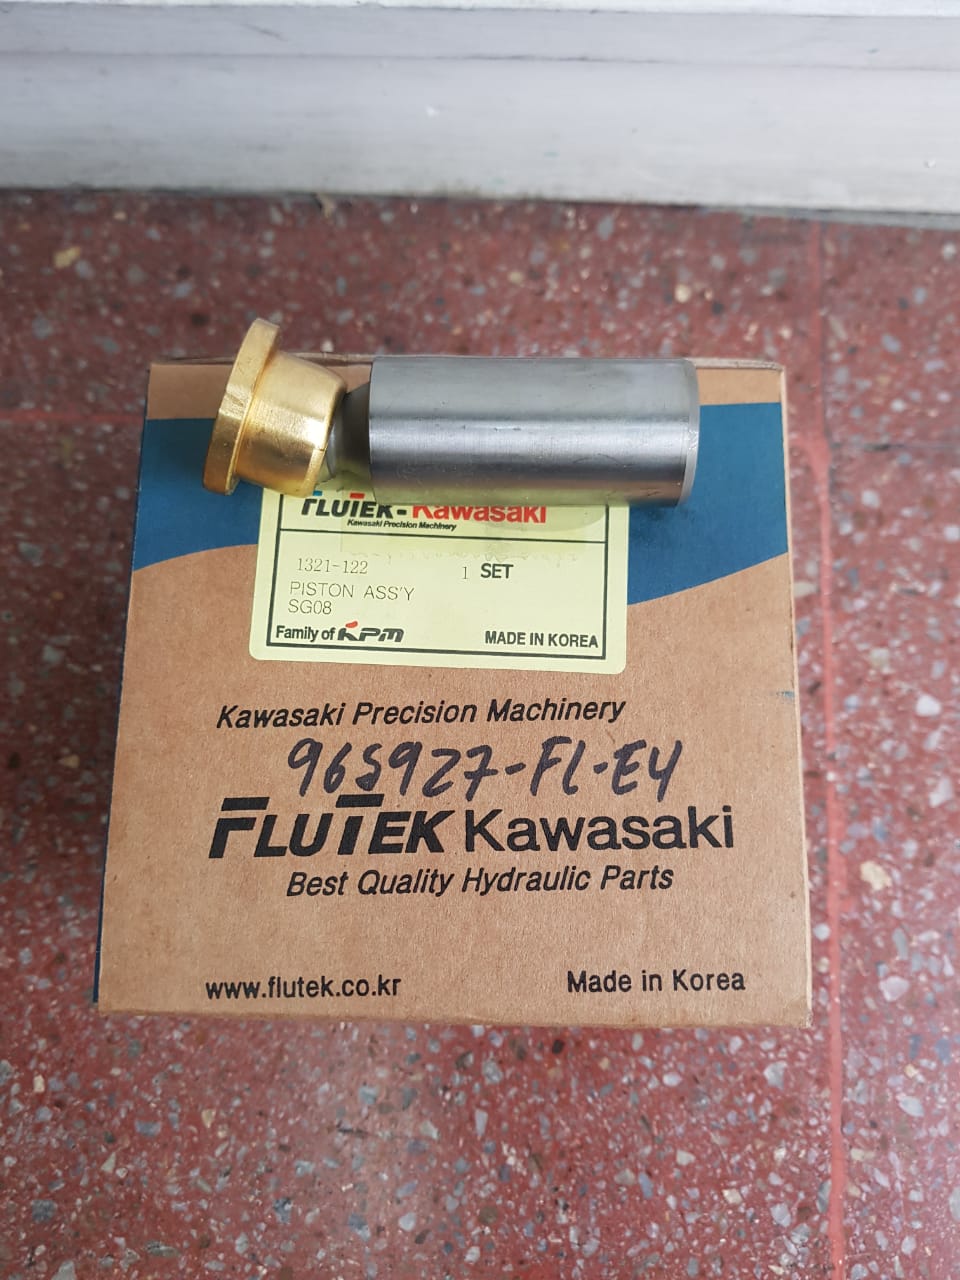 FLUTEK-Kawasaki
Kawasaki Precision Machinery
1321-122 1 SET
PISTON ASS'Y
SG08
Family of KPM MADE IN KOREA
Kawasaki Precision Machinery
965927-FL-E4
FLUTEK Kawasaki
Best Quality Hydraulic Parts
www.flutek.co.kr Made in Korea